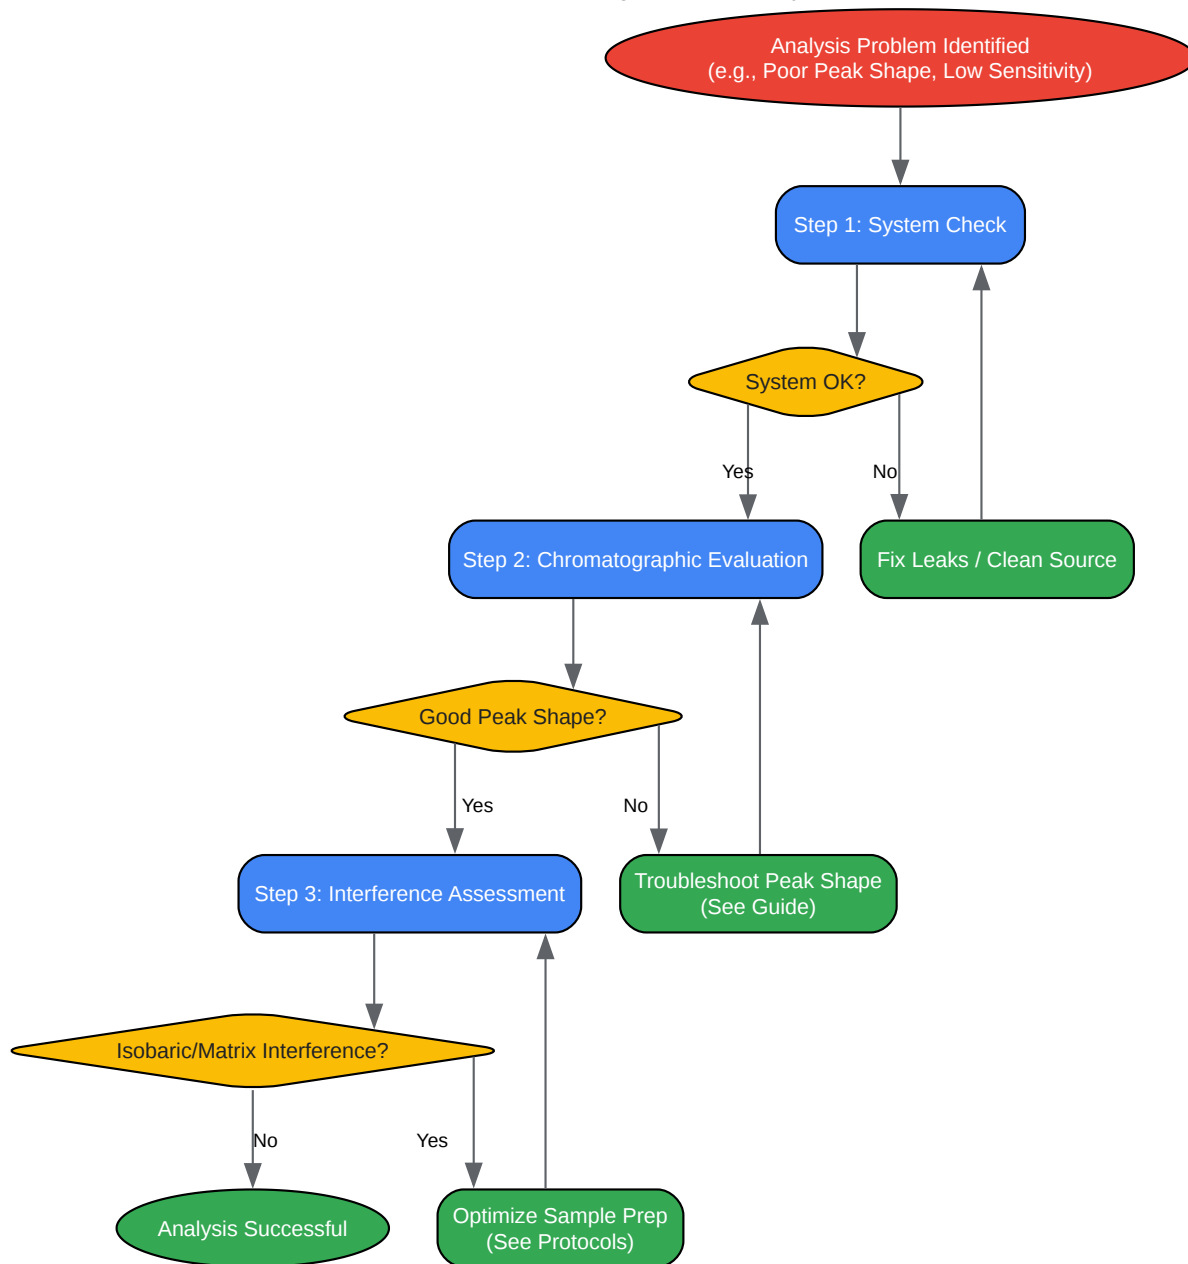 Analysis Problem Identified
(e.g., Poor Peak Shape, Low Sensitivity)
Step 1: System Check
System OK?
Yes
No
Step 2: Chromatographic Evaluation
Fix Leaks / Clean Source
Good Peak Shape?
Yes
No
Step 3: Interference Assessment
Troubleshoot Peak Shape
(See Guide)
Isobaric/Matrix Interference?
No
Yes
Analysis Successful
Optimize Sample Prep
(See Protocols)